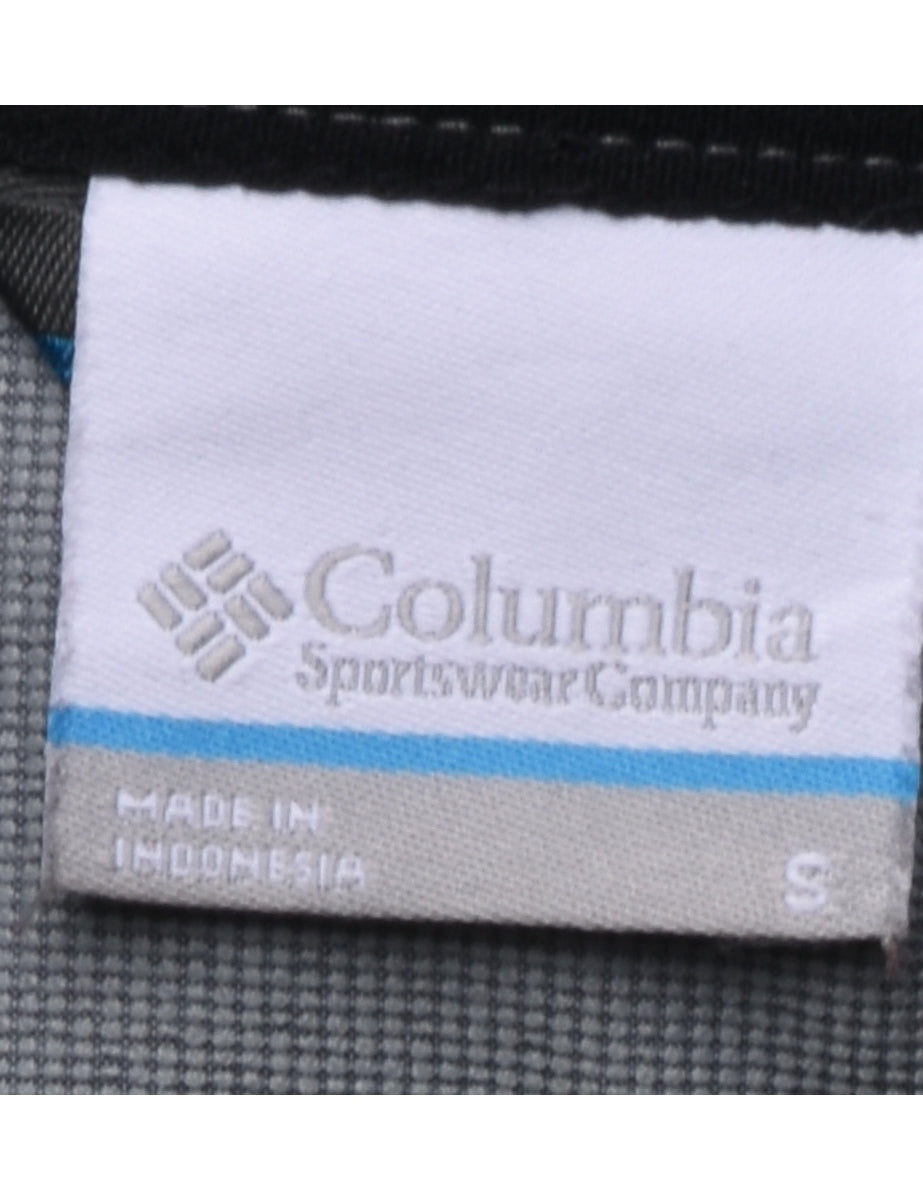 Columbia
Sportswear Company
MADE IN
INDONESIA
S